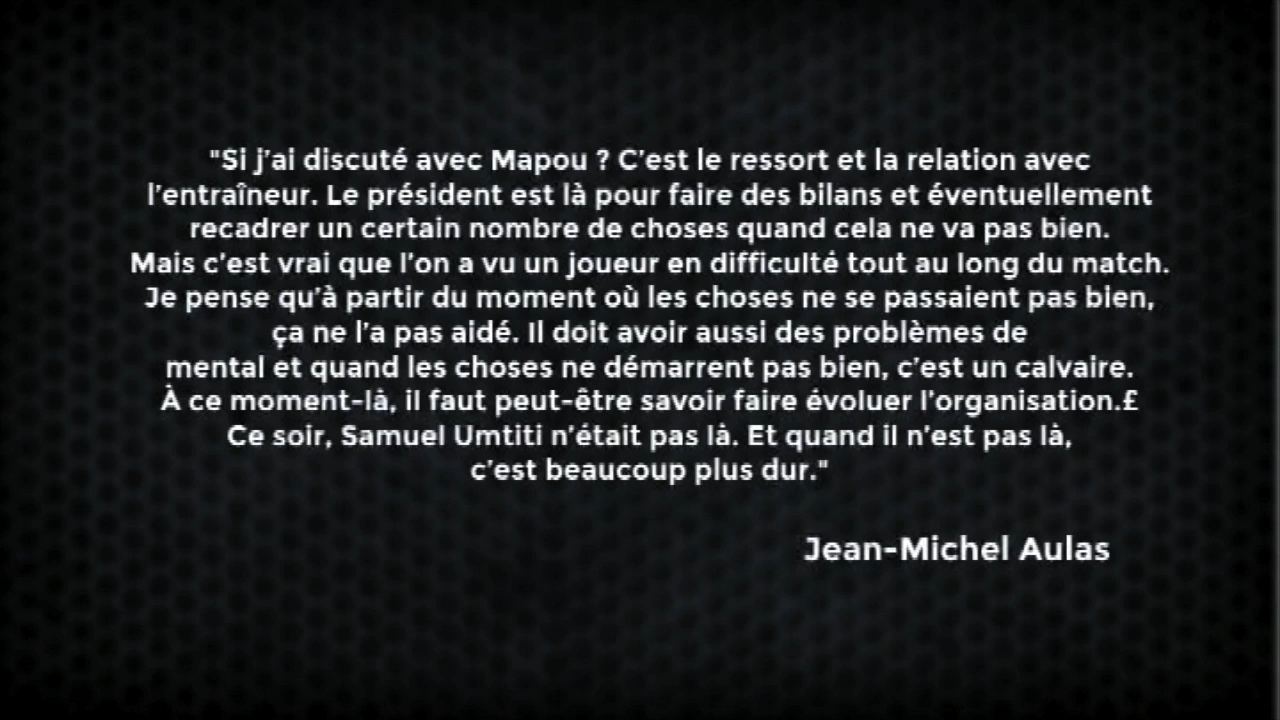 "Si j'ai discuté avec Mapou ? C'est le ressort et la relation avec
l'entraîneur. Le président est là pour faire des bilans et éventuellement
recadrer un certain nombre de choses quand cela ne va pas bien.
Mais c'est vrai que l'on a vu un joueur en difficulté tout au long du match.
Je pense qu'à partir du moment où les choses ne se passaient pas bien,
ça ne l'a pas aidé. Il doit avoir aussi des problèmes de
mental et quand les choses ne démarrent pas bien, c'est un calvaire.
À ce moment-là, il faut peut-être savoir faire évoluer l'organisation.£
Ce soir, Samuel Umtiti n'était pas là. Et quand il n'est pas là,
c'est beaucoup plus dur."
Jean-Michel Aulas